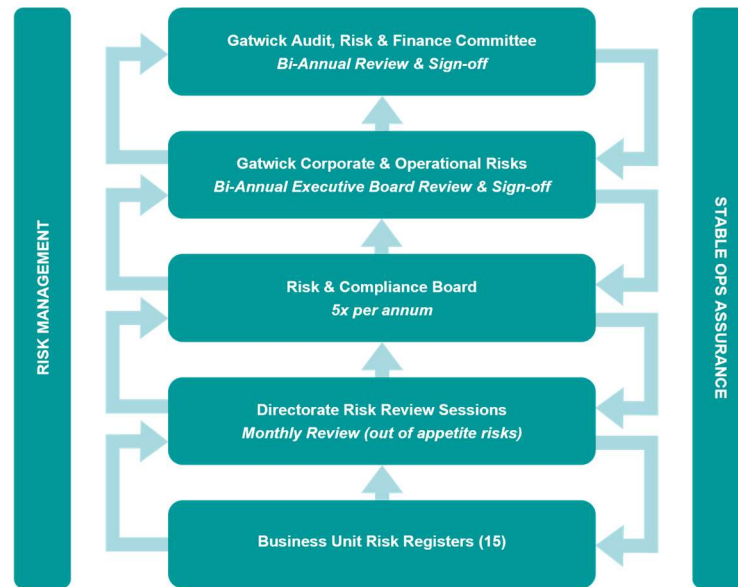 Gatwick Audit, Risk & Finance Committee
Bi-Annual Review & Sign-off
Gatwick Corporate & Operational Risks
Bi-Annual Executive Board Review & Sign-off
Risk & Compliance Board
5x per annum
Directorate Risk Review Sessions
Monthly Review (out of appetite risks)
Business Unit Risk Registers (15)
RISK MANAGEMENT
STABLE OPS ASSURANCE